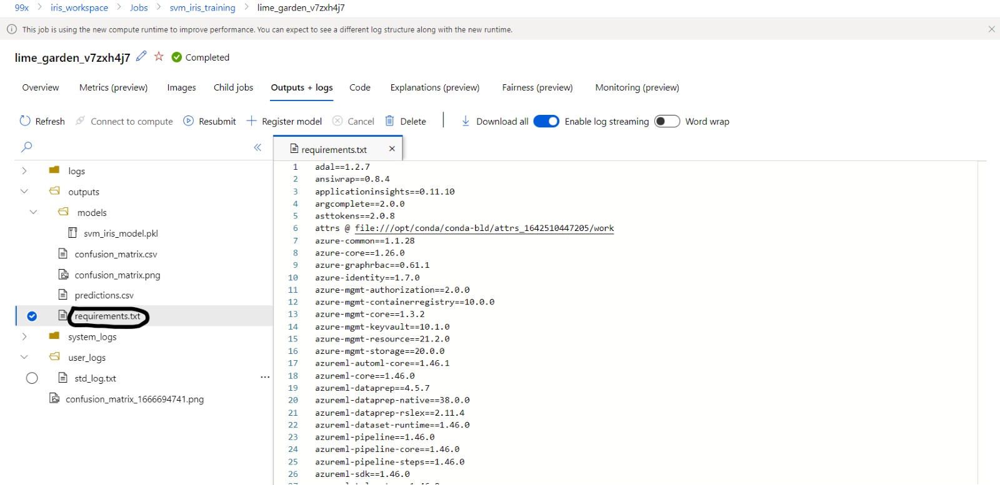 99x > iris_workspace > Jobs > svm_iris_training > lime_garden_v7zxh4j7
This job is using the new compute runtime to improve performance. You can expect to see a different log structure along with the new runtime.
lime_garden_v7zxh4j7 Completed
Overview Metrics (preview) Images Child jobs Outputs + logs Code Explanations (preview) Fairness (preview) Monitoring (preview)
Refresh Connect to compute Resubmit Register model Cancel Delete Download all Enable log streaming Word wrap
logs
outputs
models
svm_iris_model.pkl
confusion_matrix.csv
confusion_matrix.png
predictions.csv
requirements.txt
system_logs
user_logs
std_log.txt
confusion_matrix_1666694741.png
requirements.txt
1 adal==1.2.7
2 ansiwrap==0.8.4
3 applicationinsights==0.11.10
4 argcomplete==2.0.0
5 asttokens==2.0.8
6 attrs @ file:///opt/conda/conda-bld/attrs_1642510447205/work
7 azure-common==1.1.28
8 azure-core==1.26.0
9 azure-graphrbac==0.61.1
10 azure-identity==1.7.0
11 azure-mgmt-authorization==2.0.0
12 azure-mgmt-containerregistry==10.0.0
13 azure-mgmt-core==1.3.2
14 azure-mgmt-keyvault==10.1.0
15 azure-mgmt-resource==21.2.0
16 azure-mgmt-storage==20.0.0
17 azureml-automl-core==1.46.1
18 azureml-core==1.46.0
19 azureml-dataprep==4.5.7
20 azureml-dataprep-native==38.0.0
21 azureml-dataprep-rslex==2.11.4
22 azureml-dataset-runtime==1.46.0
23 azureml-pipeline==1.46.0
24 azureml-pipeline-core==1.46.0
25 azureml-pipeline-steps==1.46.0
26 azureml-sdk==1.46.0